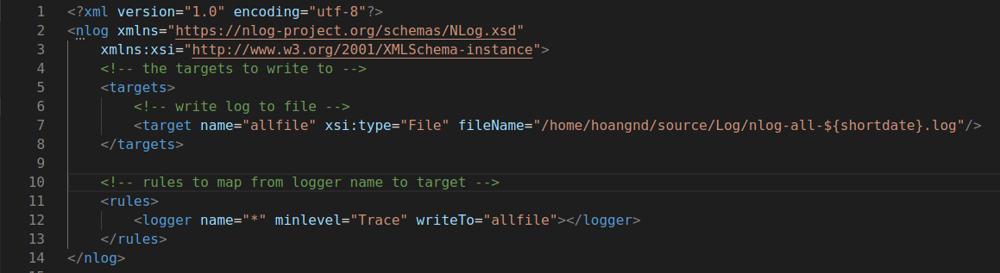 1 <?xml version="1.0" encoding="utf-8"?>
2 <nlog xmlns="https://nlog-project.org/schemas/NLog.xsd"
3     xmlns:xsi="http://www.w3.org/2001/XMLSchema-instance">
4     <!-- the targets to write to -->
5     <targets>
6         <!-- write log to file -->
7         <target name="allfile" xsi:type="File" fileName="/home/hoangnd/source/Log/nlog-all-${shortdate}.log"/>
8     </targets>
9
10     <!-- rules to map from logger name to target -->
11     <rules>
12         <logger name="*" minlevel="Trace" writeTo="allfile"></logger>
13     </rules>
14 </nlog>